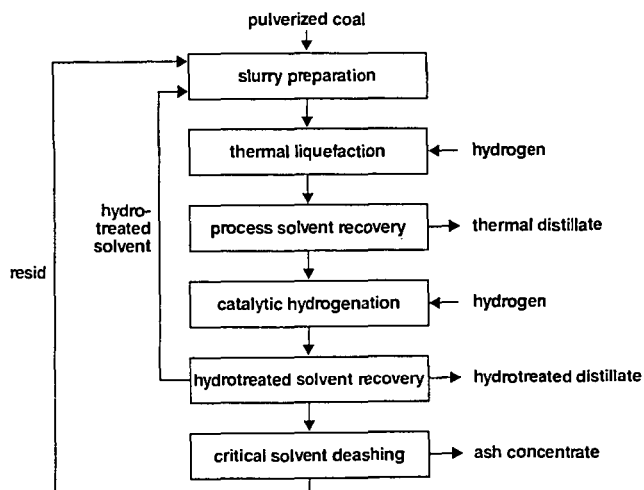 pulverized coal
slurry preparation
thermal liquefaction
hydrogen
hydro-
treated
solvent
process solvent recovery
thermal distillate
resid
catalytic hydrogenation
hydrogen
hydrotreated solvent recovery
hydrotreated distillate
critical solvent deashing
ash concentrate